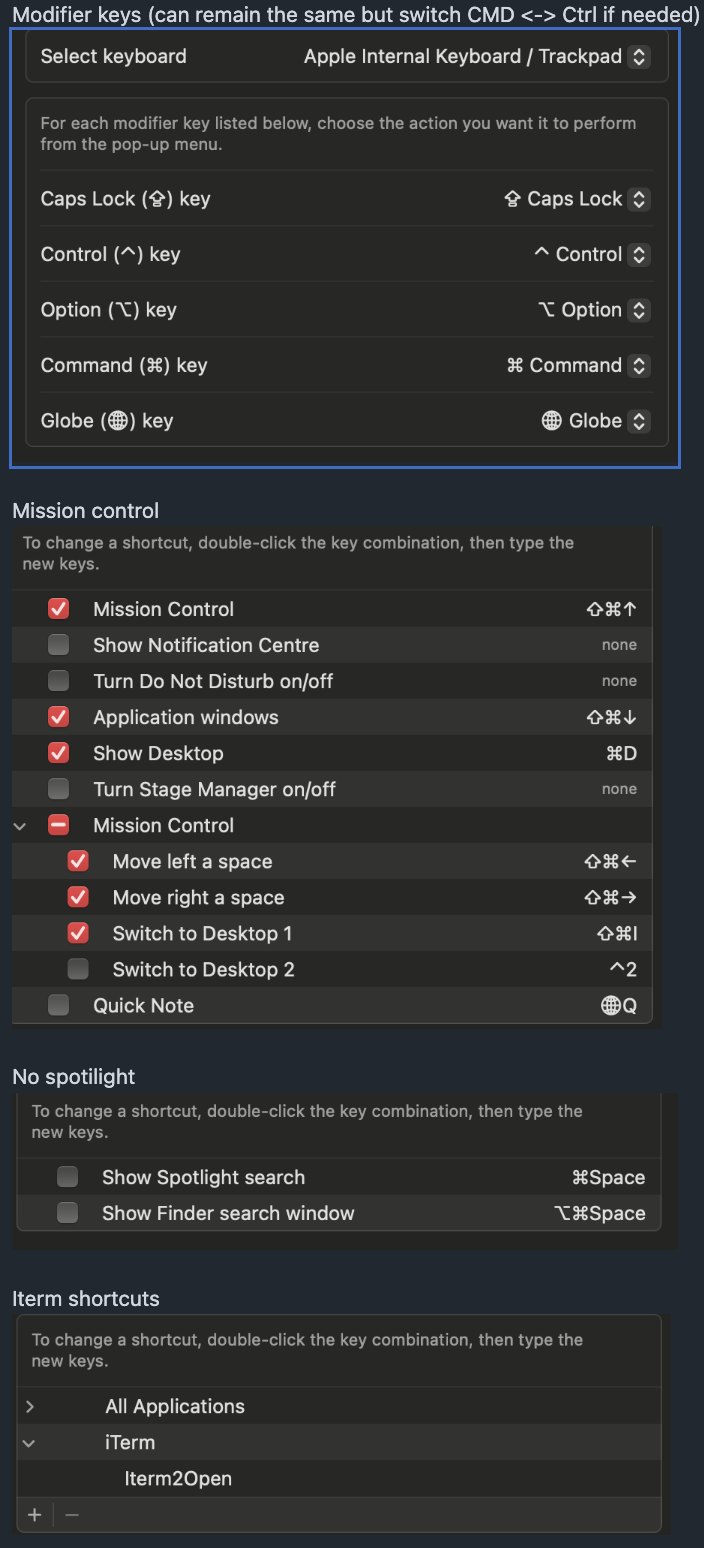 Modifier keys (can remain the same but switch CMD <-> Ctrl if needed)
Select keyboard Apple Internal Keyboard / Trackpad
For each modifier key listed below, choose the action you want it to perform
from the pop-up menu.
Caps Lock (⇪) key ⇪ Caps Lock
Control (^) key ^ Control
Option (⌥) key ⌥ Option
Command (⌘) key ⌘ Command
Globe (🌐) key 🌐 Globe
Mission control
To change a shortcut, double-click the key combination, then type the
new keys.
Mission Control ⇧⌘↑
Show Notification Centre none
Turn Do Not Disturb on/off none
Application windows ⇧⌘↓
Show Desktop ⌘D
Turn Stage Manager on/off none
Mission Control
Move left a space ⇧⌘←
Move right a space ⇧⌘→
Switch to Desktop 1 ⇧⌘I
Switch to Desktop 2 ^2
Quick Note 🌐Q
No spotilight
To change a shortcut, double-click the key combination, then type the
new keys.
Show Spotlight search ⌘Space
Show Finder search window ⌥⌘Space
Iterm shortcuts
To change a shortcut, double-click the key combination, then type the
new keys.
All Applications
iTerm
Iterm2Open